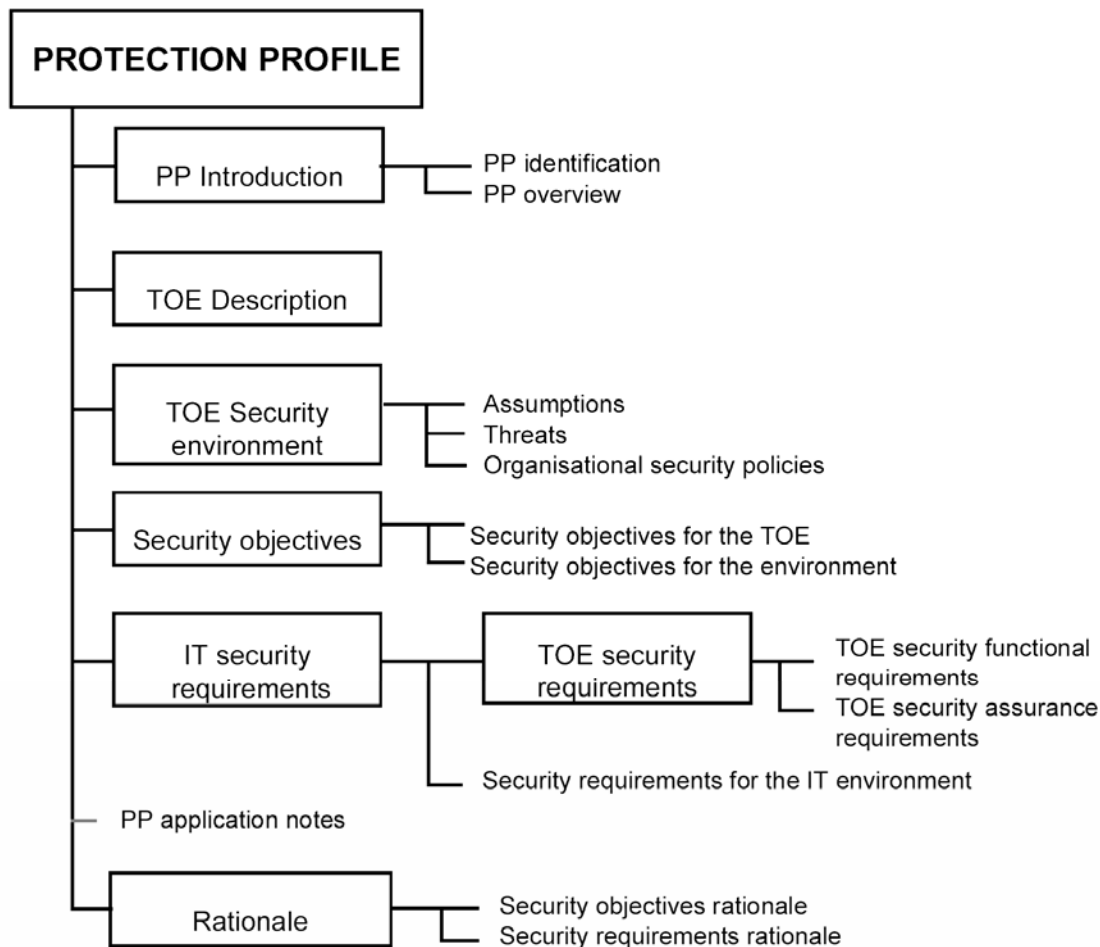 PROTECTION PROFILE
PP Introduction
PP identification
PP overview
TOE Description
TOE Security
environment
Assumptions
Threats
Organisational security policies
Security objectives
Security objectives for the TOE
Security objectives for the environment
IT security
requirements
TOE security
requirements
TOE security functional
requirements
TOE security assurance
requirements
Security requirements for the IT environment
PP application notes
Rationale
Security objectives rationale
Security requirements rationale